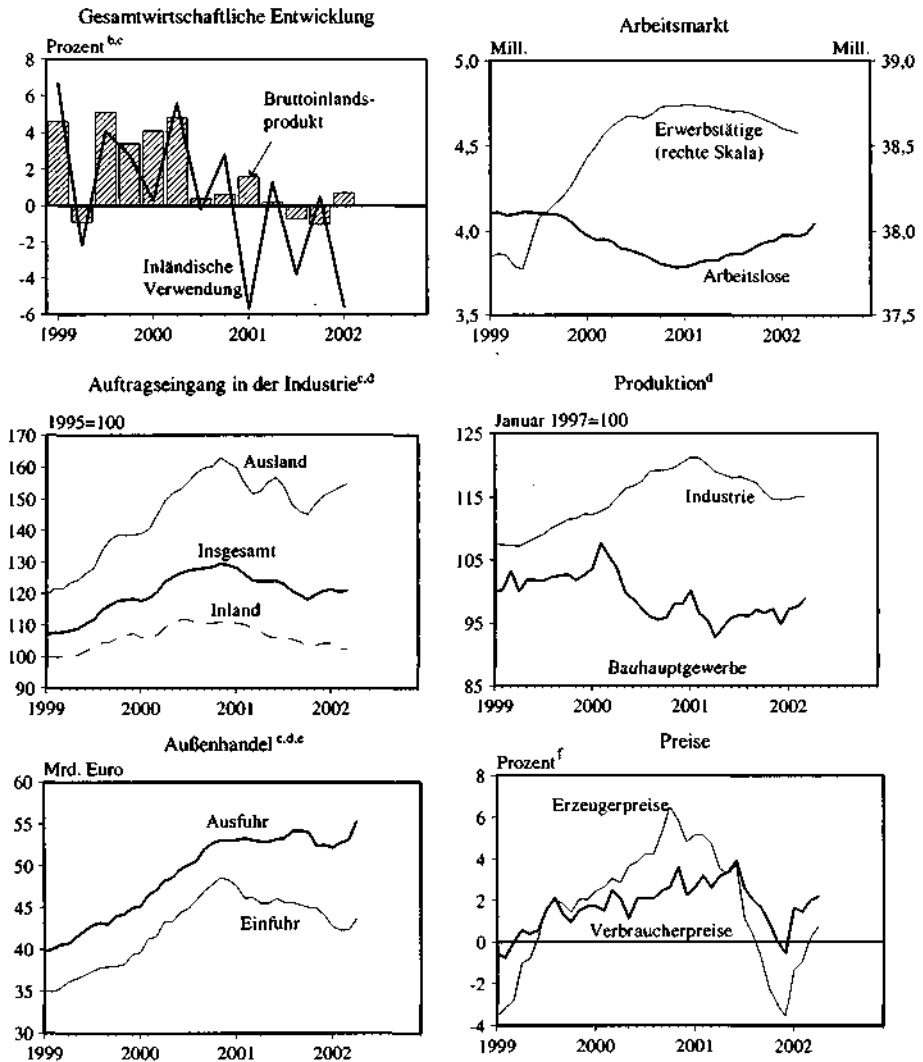 Gesamtwirtschaftliche Entwicklung
Prozent b,c
8
6
4
2
0
-2
-4
-6
Bruttoinlands-
produkt
Inländische
Verwendung
1999 2000 2001 2002
Arbeitsmarkt
Mill. Mill.
5,0 39,0
4,5 38,5
4,0 38,0
3,5 37,5
Erwerbstätige
(rechte Skala)
Arbeitslose
1999 2000 2001 2002
Auftragseingang in der Industrie c,d
1995=100
170
160
150
140
130
120
110
100
90
Ausland
Insgesamt
Inland
1999 2000 2001 2002
Produktion d
Januar 1997=100
125
115
105
95
85
Industrie
Bauhauptgewerbe
1999 2000 2001 2002
Außenhandel c,d,e
Mrd. Euro
60
55
50
45
40
35
30
Ausfuhr
Einfuhr
1999 2000 2001 2002
Preise
Prozent f
8
6
4
2
0
-2
-4
Erzeugerpreise
Verbraucherpreise
1999 2000 2001 2002